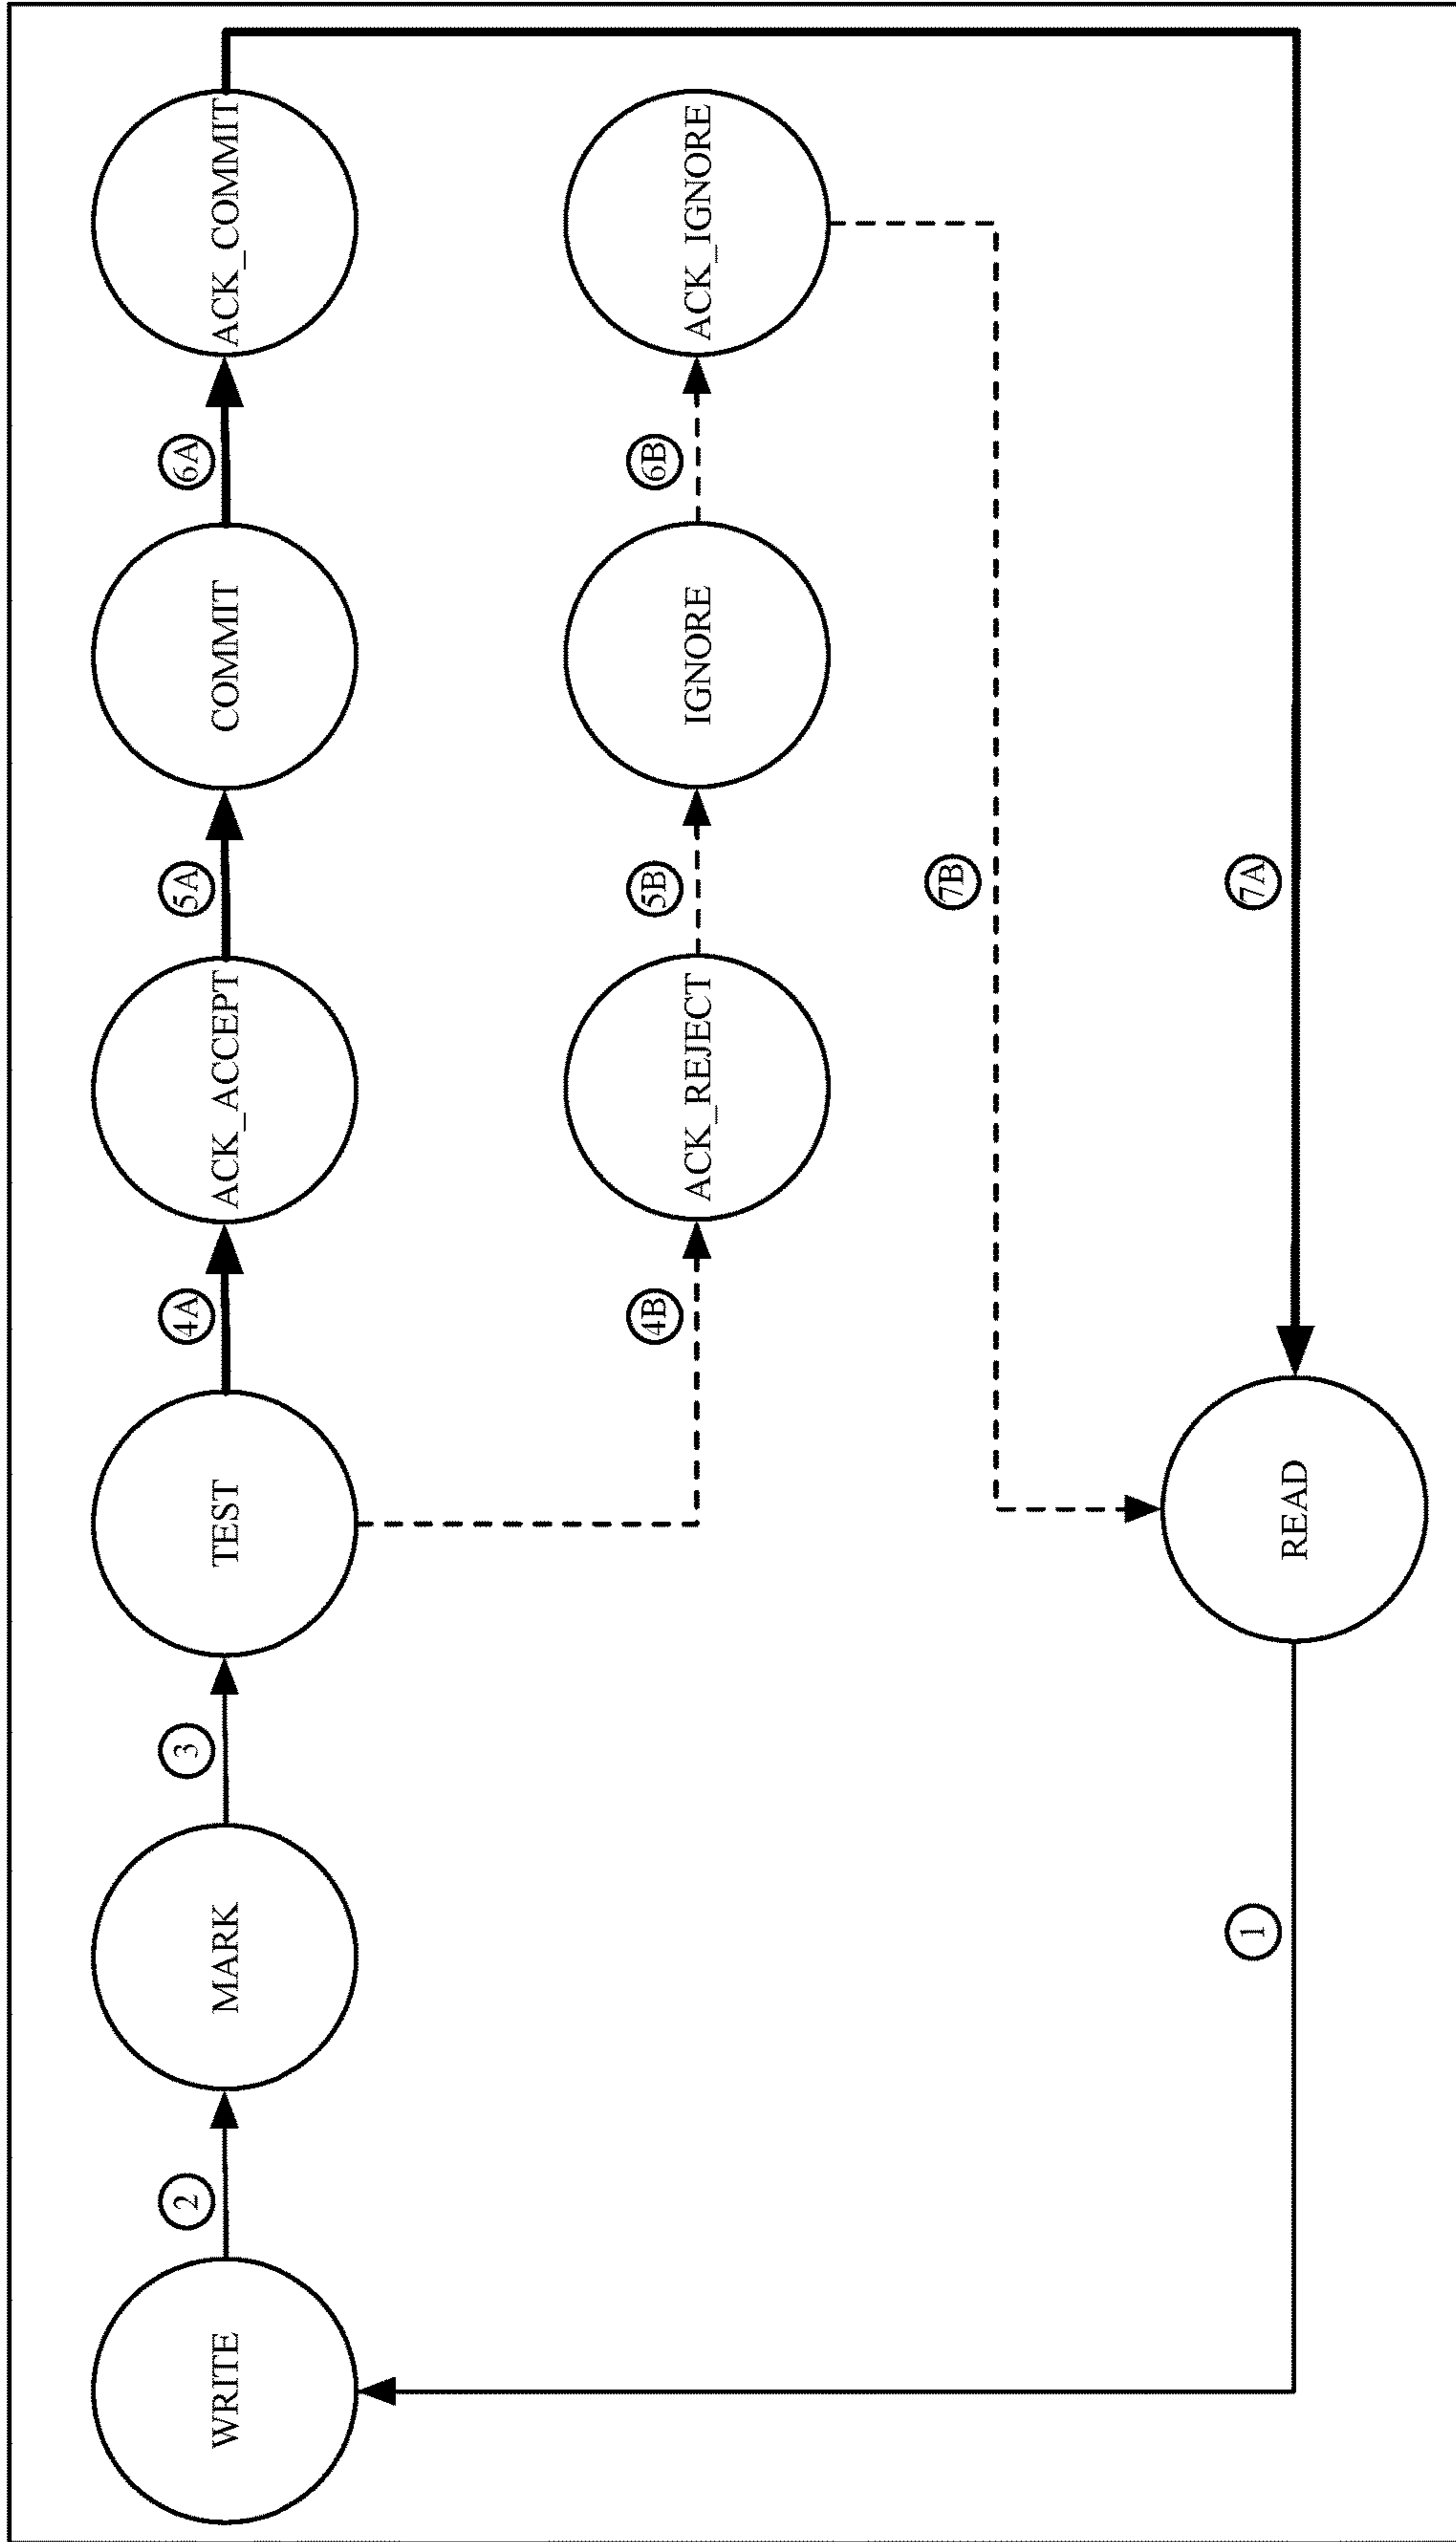 WRITE
2
MARK
3
TEST
4A
ACK_ACCEPT
5A
COMMIT
6A
ACK_COMMIT
4B
ACK_REJECT
5B
IGNORE
6B
ACK_IGNORE
7B
1
READ
7A